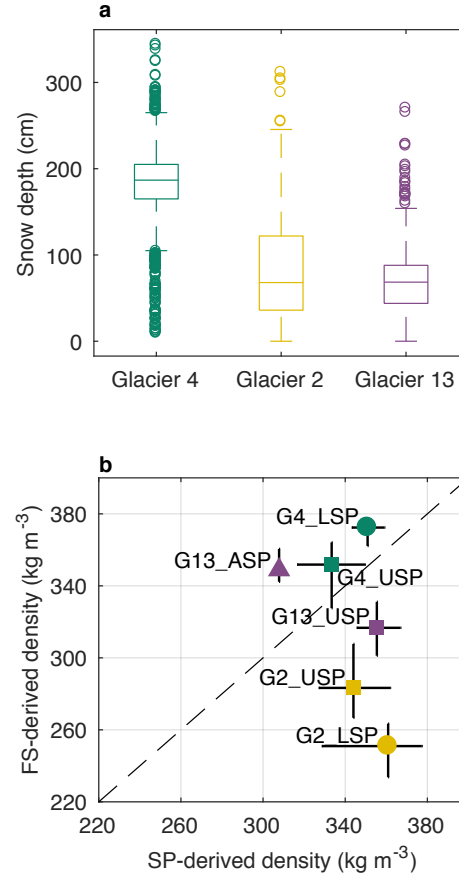 a
300
200
100
0
Snow depth (cm)
Glacier 4 Glacier 2 Glacier 13
b
380
340
300
260
220
FS-derived density (kg m⁻³)
G4_LSP
G13_ASP
G4_USP
G13_USP
G2_USP
G2_LSP
220 260 300 340 380
SP-derived density (kg m⁻³)